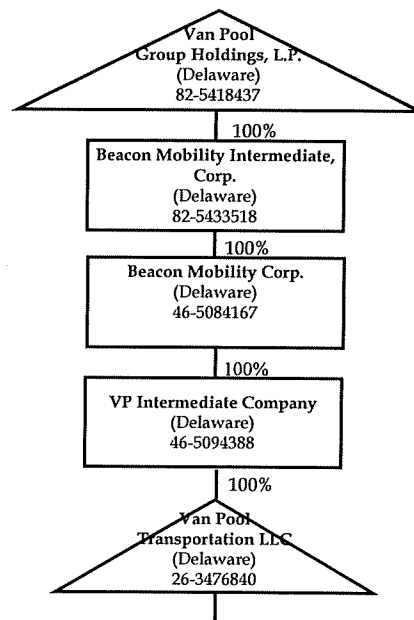 Van Pool
Group Holdings, L.P.
(Delaware)
82-5418437
100%
Beacon Mobility Intermediate,
Corp.
(Delaware)
82-5433518
100%
Beacon Mobility Corp.
(Delaware)
46-5084167
100%
VP Intermediate Company
(Delaware)
46-5094388
100%
Van Pool
Transportation LLC
(Delaware)
26-3476840